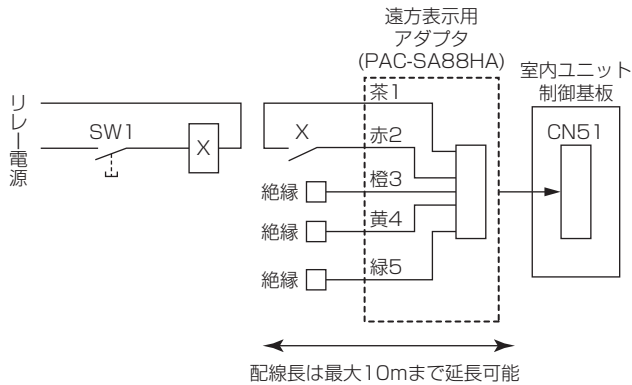 遠方表示用
アダプタ
(PAC-SA88HA)
室内ユニット
制御基板
リレー電源
SW1
X
X
茶1
赤2
CN51
絶縁
橙3
絶縁
黄4
絶縁
緑5
配線長は最大10mまで延長可能